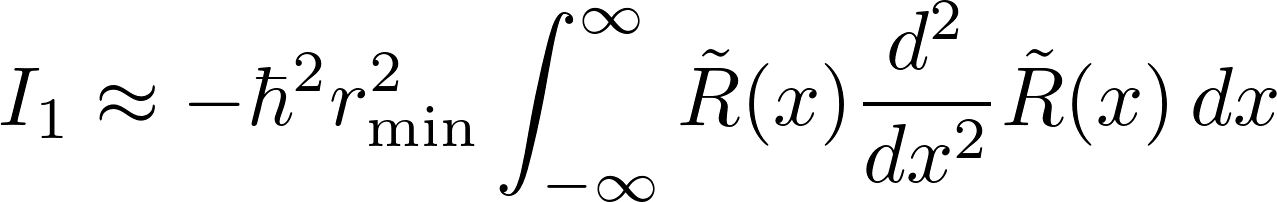 $I_1 \approx -\hbar^2 r_{\min}^2 \int_{-\infty}^{\infty} \tilde{R}(x) \frac{d^2}{dx^2} \tilde{R}(x)\, dx$